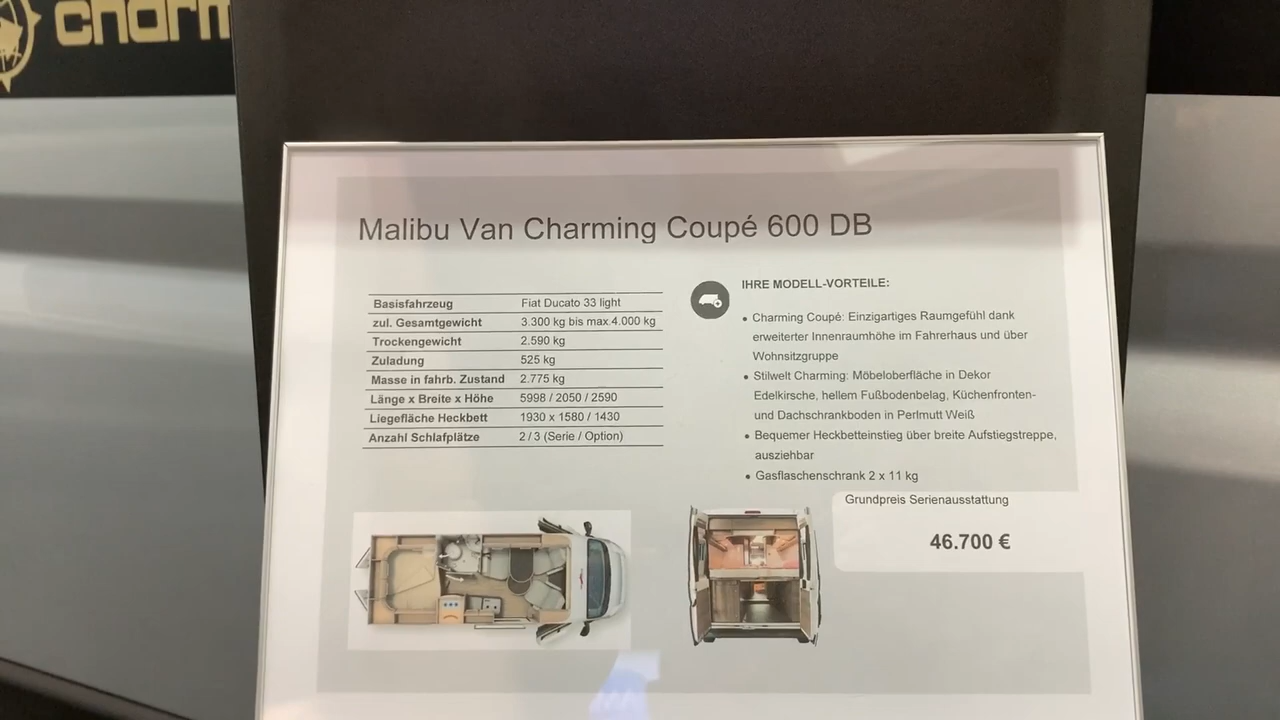 charm
Malibu Van Charming Coupé 600 DB
Basisfahrzeug Fiat Ducato 33 light
zul. Gesamtgewicht 3.300 kg bis max.4.000 kg
Trockengewicht 2.590 kg
Zuladung 525 kg
Masse in fahrb. Zustand 2.775 kg
Länge x Breite x Höhe 5998 / 2050 / 2590
Liegefläche Heckbett 1930 x 1580 / 1430
Anzahl Schlafplätze 2 / 3 (Serie / Option)
IHRE MODELL-VORTEILE:
• Charming Coupé: Einzigartiges Raumgefühl dank
erweiterter Innenraumhöhe im Fahrerhaus und über
Wohnsitzgruppe
• Stilwelt Charming: Möbeloberfläche in Dekor
Edelkirsche, hellem Fußbodenbelag, Küchenfronten-
und Dachschrankboden in Perlmutt Weiß
• Bequemer Heckbetteinstieg über breite Aufstiegstreppe,
ausziehbar
• Gasflaschenschrank 2 x 11 kg
Grundpreis Serienausstattung
46.700 €